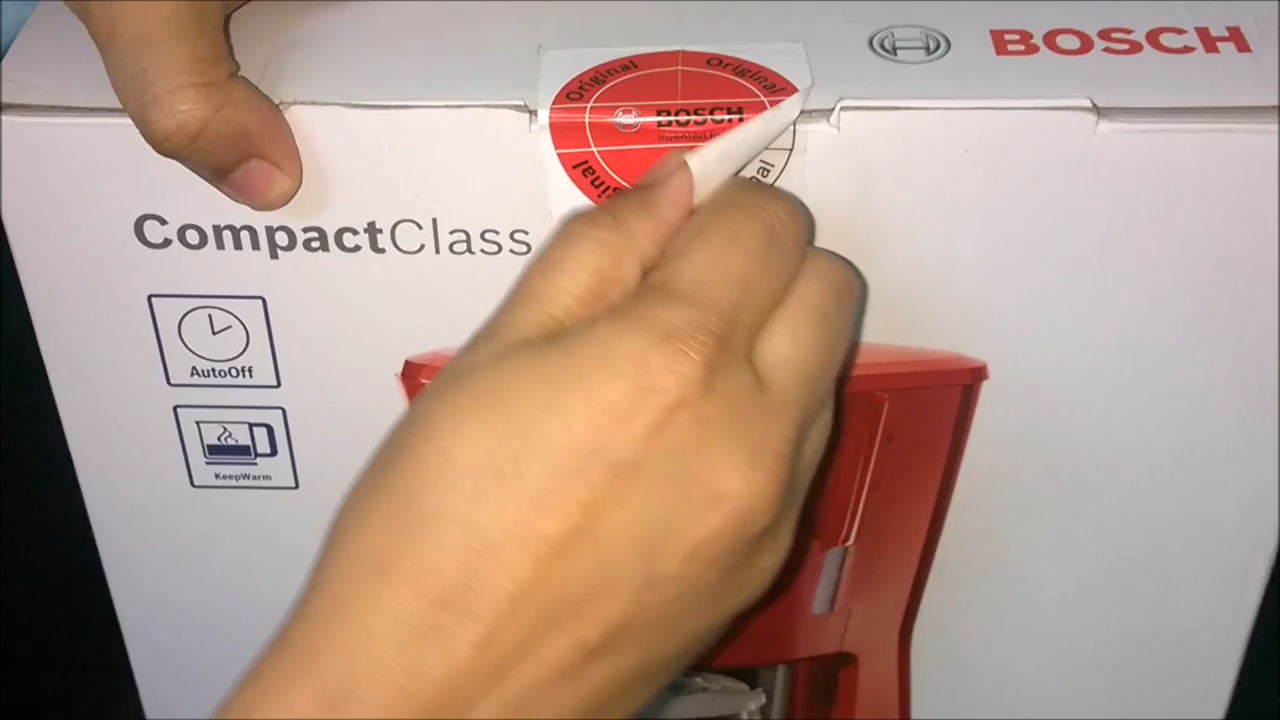 BOSCH
Original Original
BOSCH
Invented for
CompactClass
AutoOff
KeepWarm